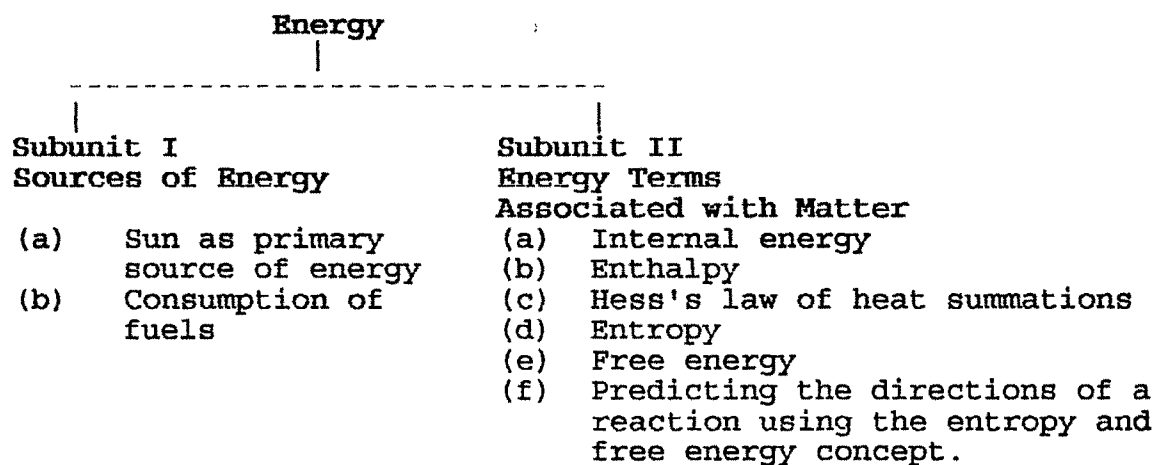 Energy
Subunit I
Sources of Energy
(a) Sun as primary
source of energy
(b) Consumption of
fuels
Subunit II
Energy Terms
Associated with Matter
(a) Internal energy
(b) Enthalpy
(c) Hess's law of heat summations
(d) Entropy
(e) Free energy
(f) Predicting the directions of a
reaction using the entropy and
free energy concept.